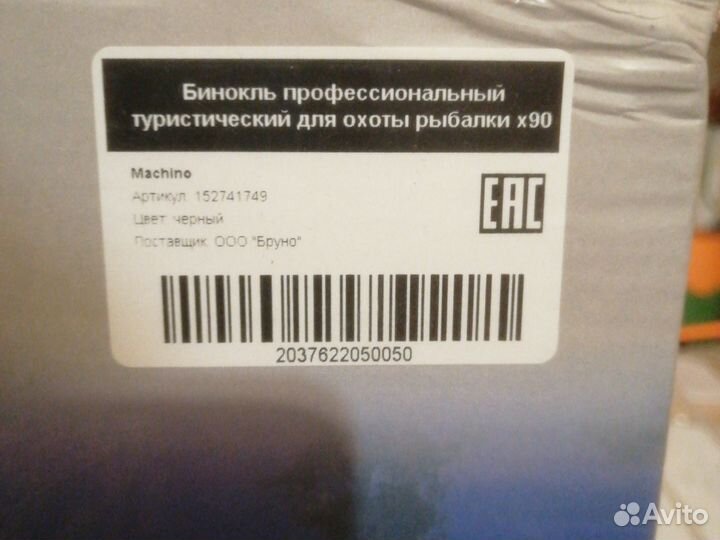 Бинокль профессиональный
туристический для охоты рыбалки x90
Machino
Артикул: 152741749
Цвет: черный
Поставщик: ООО "Бруно"
EAC
2037622050050
Avito